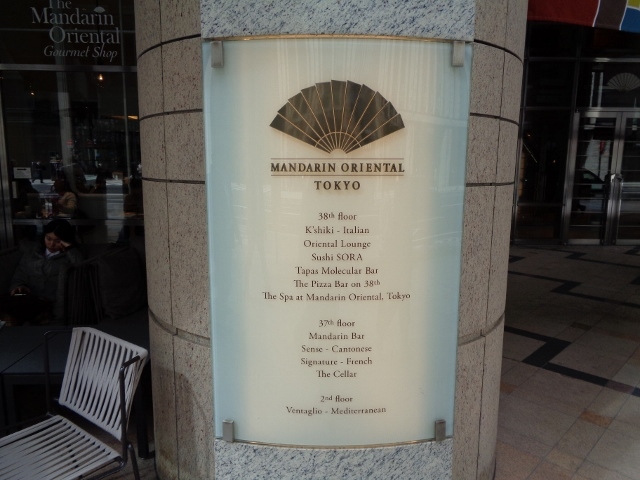 The
Mandarin
Oriental
Gourmet Shop
MANDARIN ORIENTAL
TOKYO
38th floor
K'shiki - Italian
Oriental Lounge
Sushi SORA
Tapas Molecular Bar
The Pizza Bar on 38th
The Spa at Mandarin Oriental, Tokyo
37th floor
Mandarin Bar
Sense - Cantonese
Signature - French
The Cellar
2nd floor
Ventaglio - Mediterranean